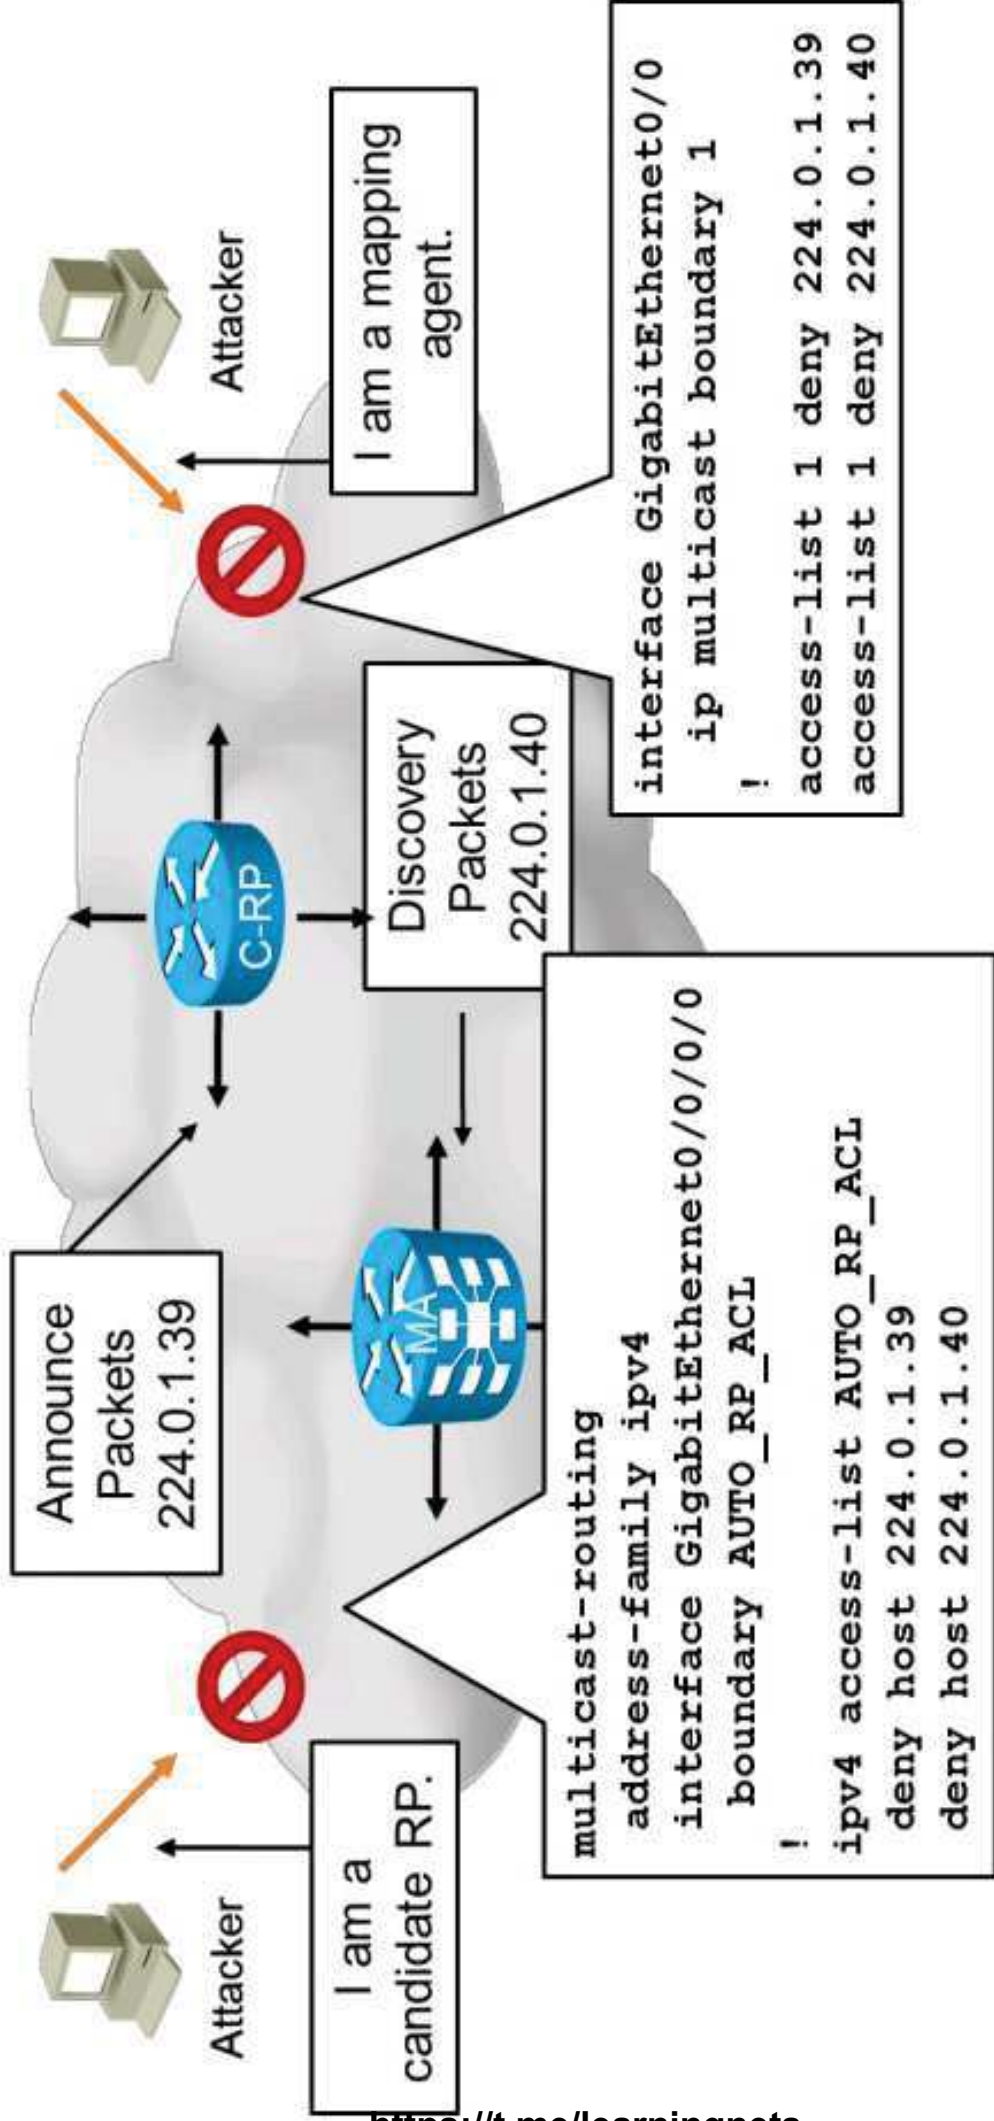 Announce
Packets
224.0.1.39
Attacker
Attacker
C-RP
I am a
candidate RP.
MA
Discovery
Packets
224.0.1.40
I am a mapping
agent.
multicast-routing
address-family ipv4
interface GigabitEthernet0/0/0/0
boundary AUTO_RP_ACL
!
ipv4 access-list AUTO_RP_ACL
deny host 224.0.1.39
deny host 224.0.1.40
interface GigabitEthernet0/0
ip multicast boundary 1
!
access-list 1 deny 224.0.1.39
access-list 1 deny 224.0.1.40